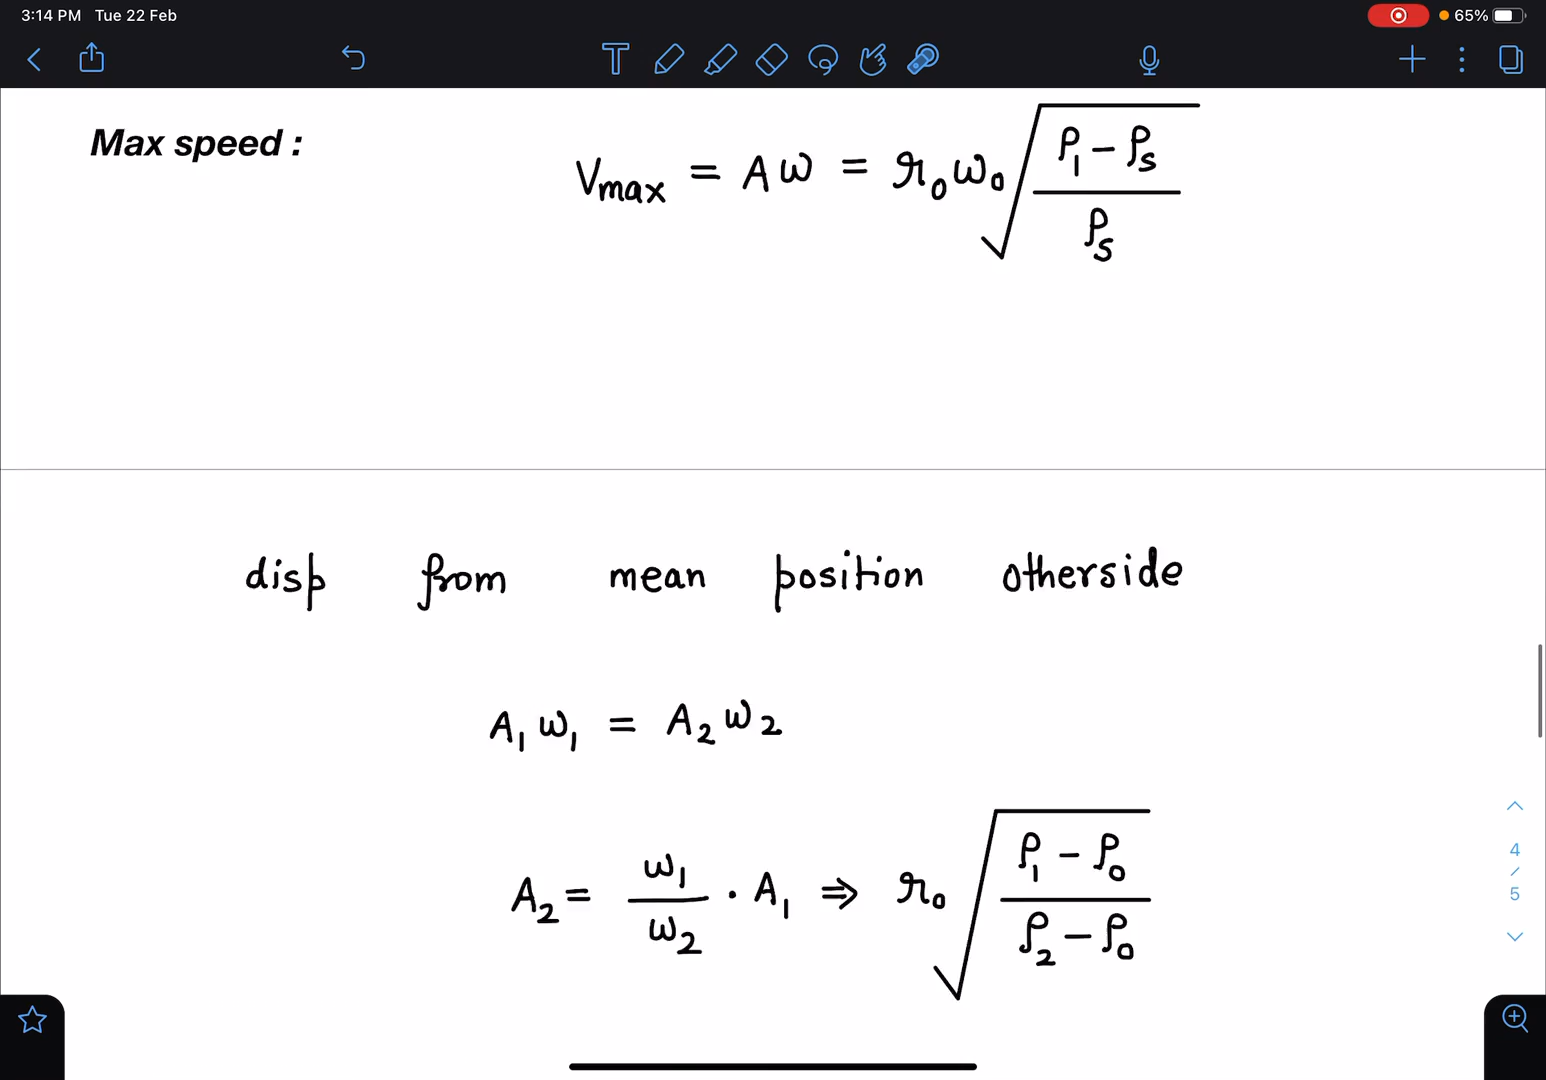 3:14 PM Tue 22 Feb 65%
T
Max speed :
Vmax = Aω = r₀ω₀ √((ρ₁ − ρₛ)/ρₛ)
disp from mean position otherside
A₁ω₁ = A₂ω₂
A₂ = ω₁/ω₂ · A₁ ⇒ r₀ √((ρ₁ − ρ₀)/(ρ₂ − ρ₀))
4
/
5